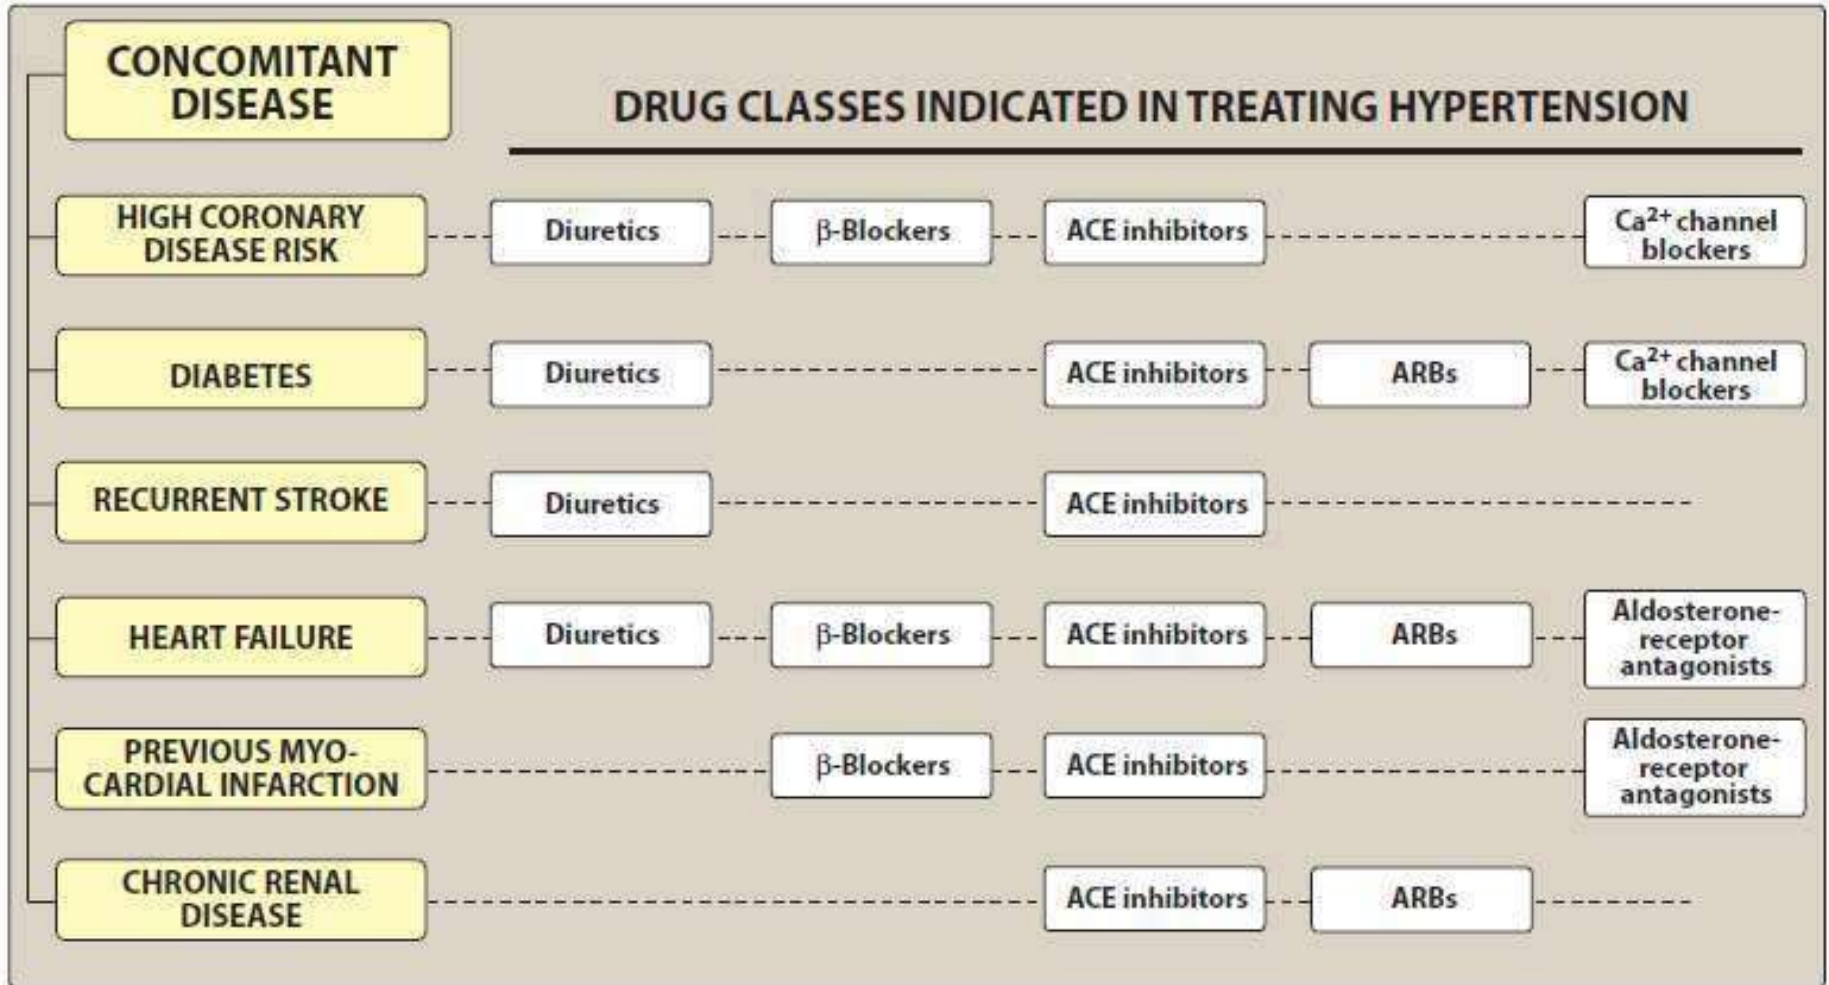 CONCOMITANT
DISEASE
DRUG CLASSES INDICATED IN TREATING HYPERTENSION
HIGH CORONARY
DISEASE RISK
Diuretics
β-Blockers
ACE inhibitors
Ca²⁺ channel
blockers
DIABETES
Diuretics
ACE inhibitors
ARBs
Ca²⁺ channel
blockers
RECURRENT STROKE
Diuretics
ACE inhibitors
HEART FAILURE
Diuretics
β-Blockers
ACE inhibitors
ARBs
Aldosterone-
receptor
antagonists
PREVIOUS MYO-
CARDIAL INFARCTION
β-Blockers
ACE inhibitors
Aldosterone-
receptor
antagonists
CHRONIC RENAL
DISEASE
ACE inhibitors
ARBs